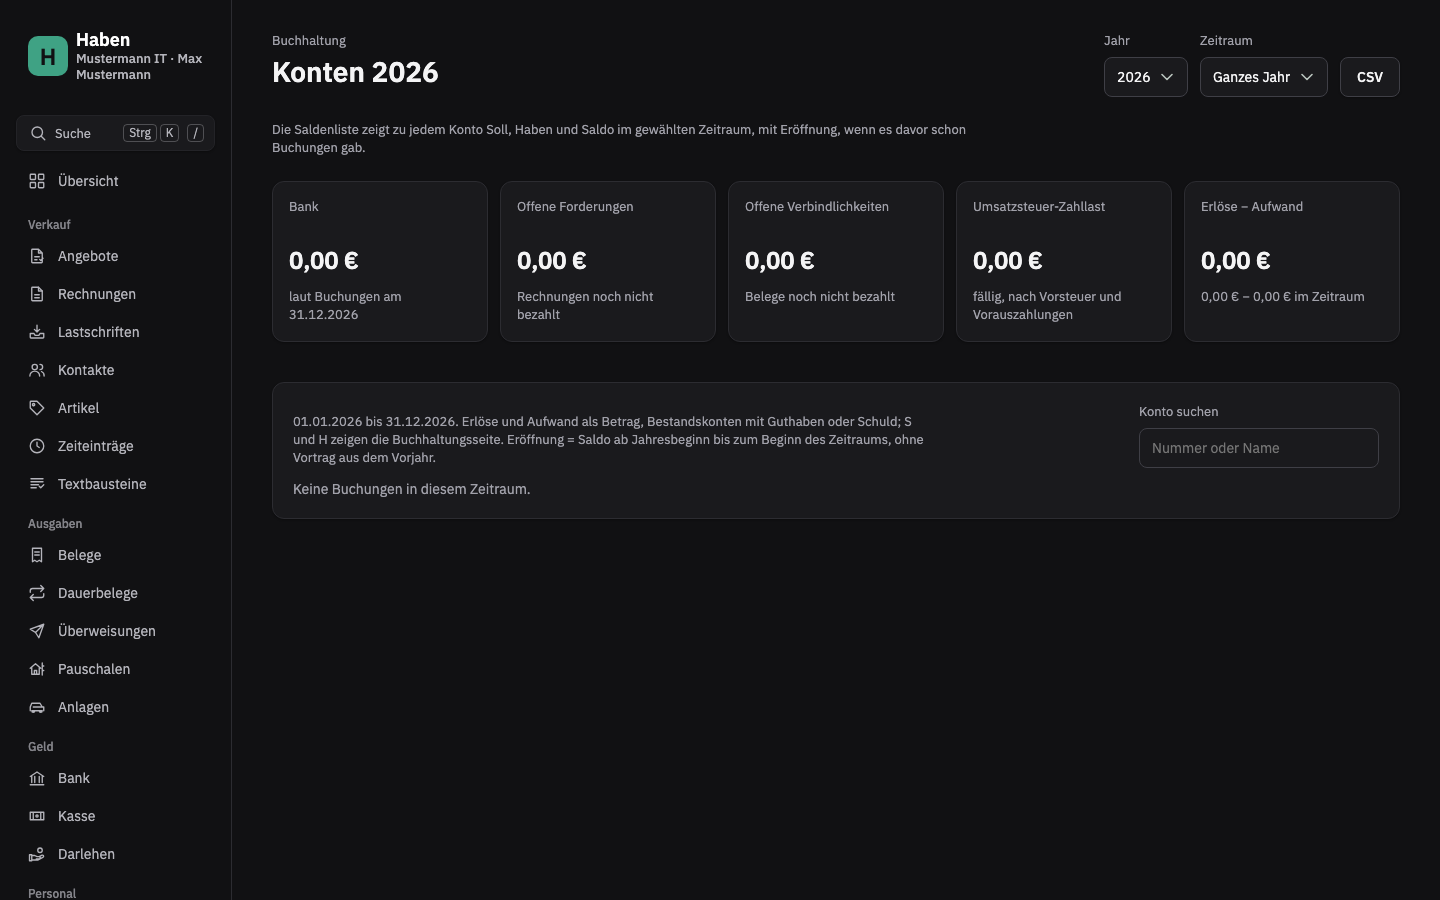 H
Haben
Mustermann IT · Max
Mustermann
Suche Strg K /
Übersicht
Verkauf
Angebote
Rechnungen
Lastschriften
Kontakte
Artikel
Zeiteinträge
Textbausteine
Ausgaben
Belege
Dauerbelege
Überweisungen
Pauschalen
Anlagen
Geld
Bank
Kasse
Darlehen
Personal
Buchhaltung
Konten 2026
Jahr
2026
Zeitraum
Ganzes Jahr
CSV
Die Saldenliste zeigt zu jedem Konto Soll, Haben und Saldo im gewählten Zeitraum, mit Eröffnung, wenn es davor schon
Buchungen gab.
Bank
0,00 €
laut Buchungen am
31.12.2026
Offene Forderungen
0,00 €
Rechnungen noch nicht
bezahlt
Offene Verbindlichkeiten
0,00 €
Belege noch nicht bezahlt
Umsatzsteuer-Zahllast
0,00 €
fällig, nach Vorsteuer und
Vorauszahlungen
Erlöse – Aufwand
0,00 €
0,00 € – 0,00 € im Zeitraum
01.01.2026 bis 31.12.2026. Erlöse und Aufwand als Betrag, Bestandskonten mit Guthaben oder Schuld; S
und H zeigen die Buchhaltungsseite. Eröffnung = Saldo ab Jahresbeginn bis zum Beginn des Zeitraums, ohne
Vortrag aus dem Vorjahr.
Konto suchen
Nummer oder Name
Keine Buchungen in diesem Zeitraum.